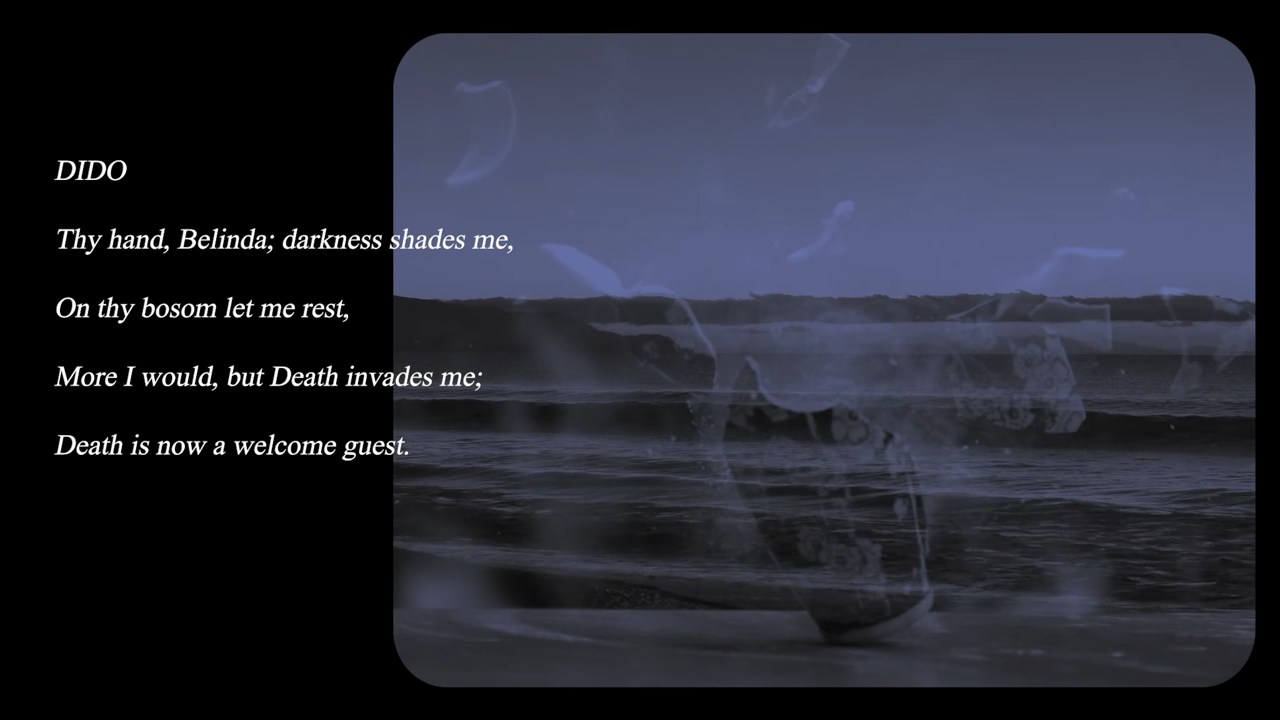 DIDO
Thy hand, Belinda; darkness shades me,
On thy bosom let me rest,
More I would, but Death invades me;
Death is now a welcome guest.